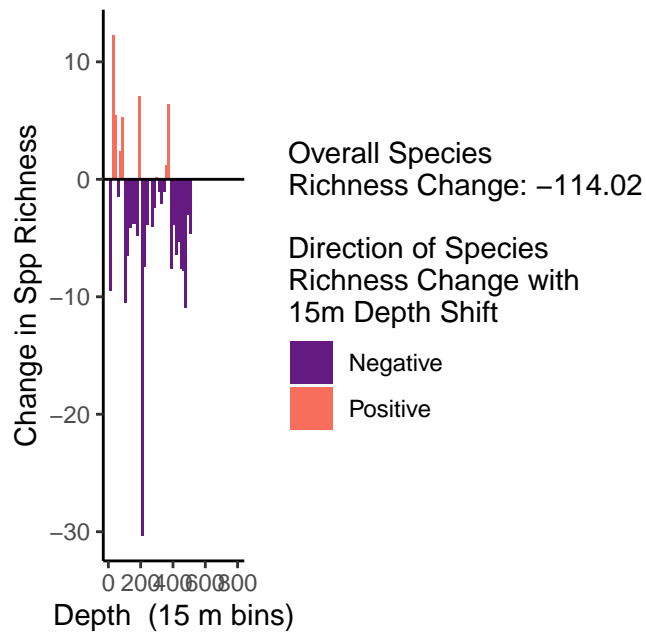 10
0
−10
−20
−30
Change in Spp Richness
0 200 400 600 800
Depth  (15 m bins)
Overall Species
Richness Change: −114.02
Direction of Species
Richness Change with
15m Depth Shift
Negative
Positive